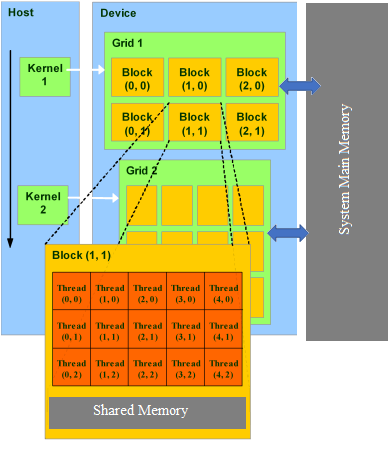 Host
Device
Grid 1
Kernel
1
Block
(0, 0)
Block
(1, 0)
Block
(2, 0)
Block
(0, 1)
Block
(1, 1)
Block
(2, 1)
System Main Memory
Kernel
2
Grid 2
Block (1, 1)
Thread
(0, 0)
Thread
(1, 0)
Thread
(2, 0)
Thread
(3, 0)
Thread
(4, 0)
Thread
(0, 1)
Thread
(1, 1)
Thread
(2, 1)
Thread
(3, 1)
Thread
(4, 1)
Thread
(0, 2)
Thread
(1, 2)
Thread
(2, 2)
Thread
(3, 2)
Thread
(4, 2)
Shared Memory